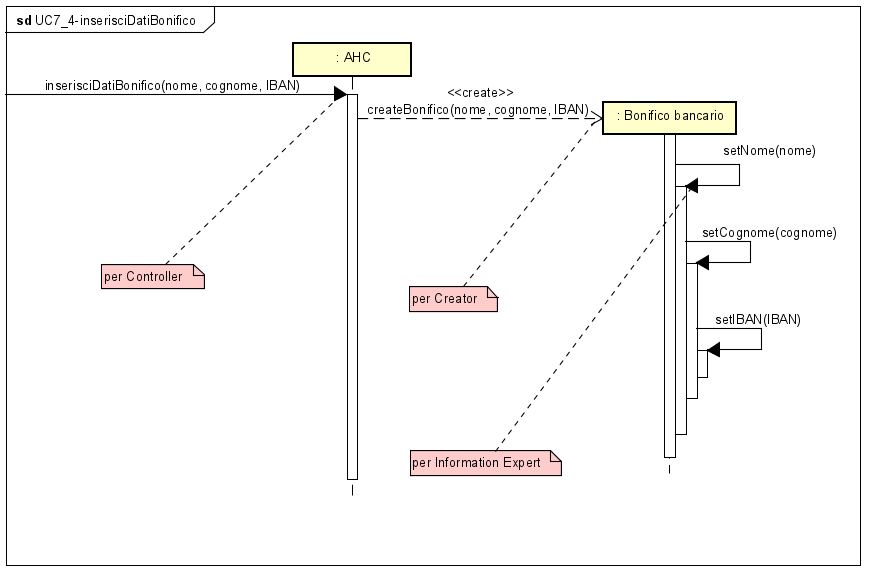 sd UC7_4-inserisciDatiBonifico
: AHC
inserisciDatiBonifico(nome, cognome, IBAN)
<<create>>
createBonifico(nome, cognome, IBAN)
: Bonifico bancario
setNome(nome)
setCognome(cognome)
per Controller
per Creator
setIBAN(IBAN)
per Information Expert